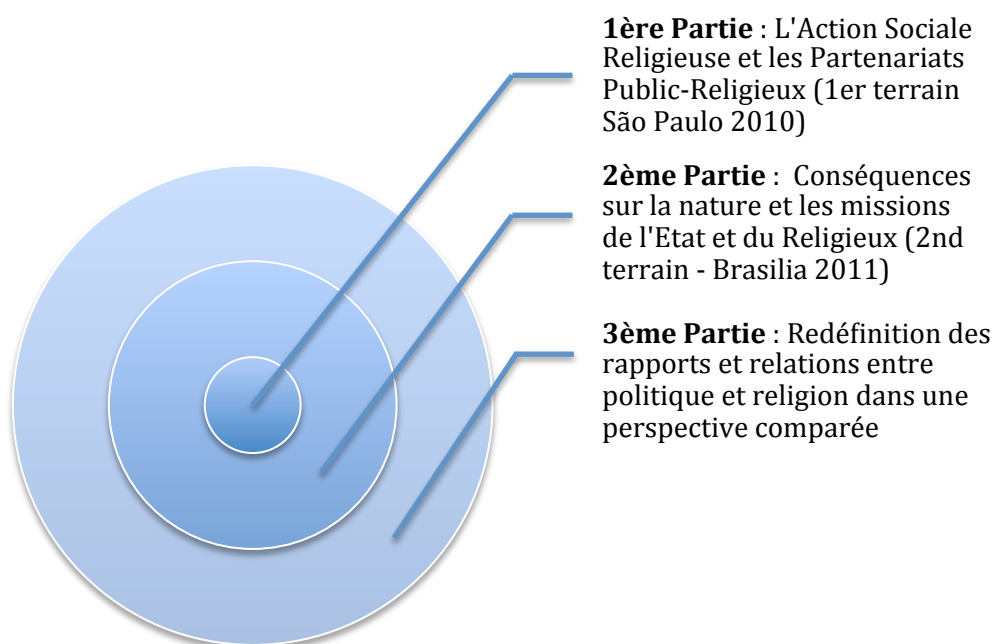 1ère Partie : L'Action Sociale
Religieuse et les Partenariats
Public-Religieux (1er terrain
São Paulo 2010)
2ème Partie :  Conséquences
sur la nature et les missions
de l'Etat et du Religieux (2nd
terrain - Brasilia 2011)
3ème Partie : Redéfinition des
rapports et relations entre
politique et religion dans une
perspective comparée